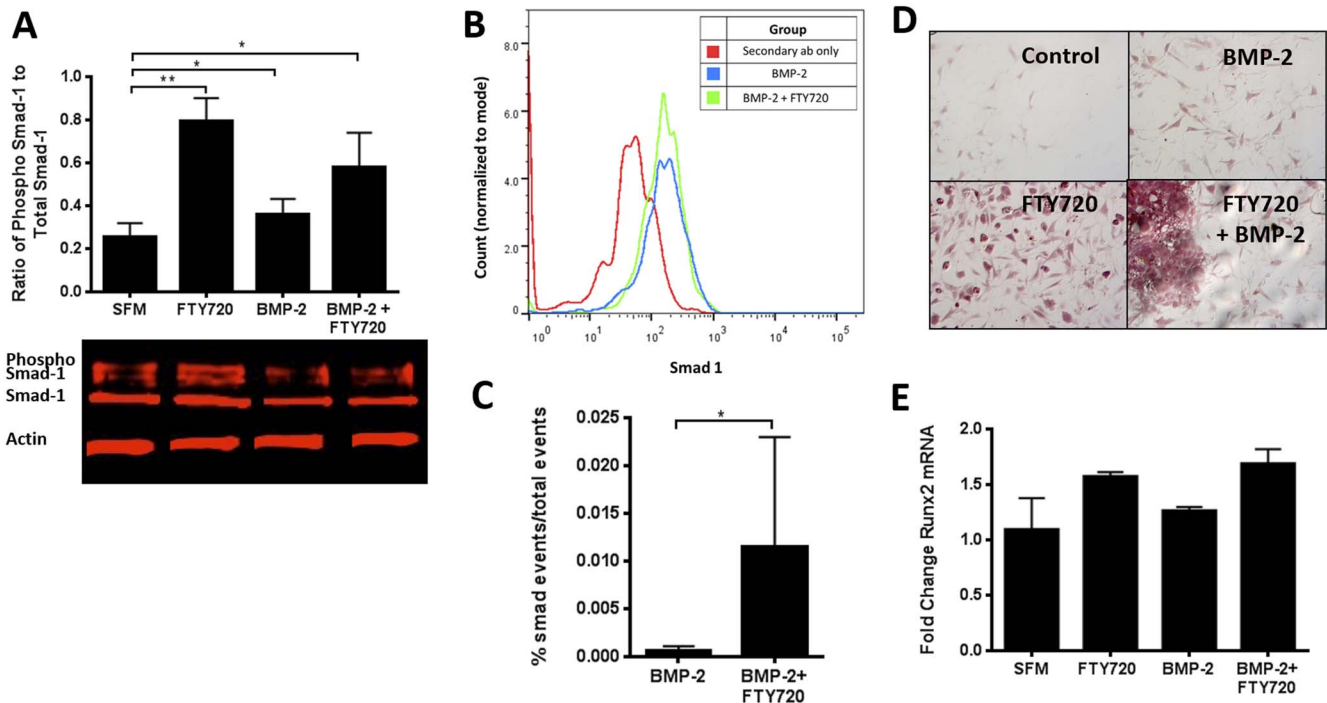 A
*
*
**
Ratio of Phospho Smad-1 to
Total Smad-1
1.0
0.8
0.6
0.4
0.2
0.0
SFM
FTY720
BMP-2
BMP-2 +
FTY720
Phospho
Smad-1
Smad-1
Actin
B
Group
Secondary ab only
BMP-2
BMP-2 + FTY720
Count (normalized to mode)
8.0
6.0
4.0
2.0
0
10^0
10^1
10^2
10^3
10^4
10^5
Smad 1
C
*
% smad events/total events
0.025
0.020
0.015
0.010
0.005
0.000
BMP-2
BMP-2+
FTY720
D
Control
BMP-2
FTY720
FTY720
+ BMP-2
E
Fold Change Runx2 mRNA
2.0
1.5
1.0
0.5
0.0
SFM
FTY720
BMP-2
BMP-2+
FTY720